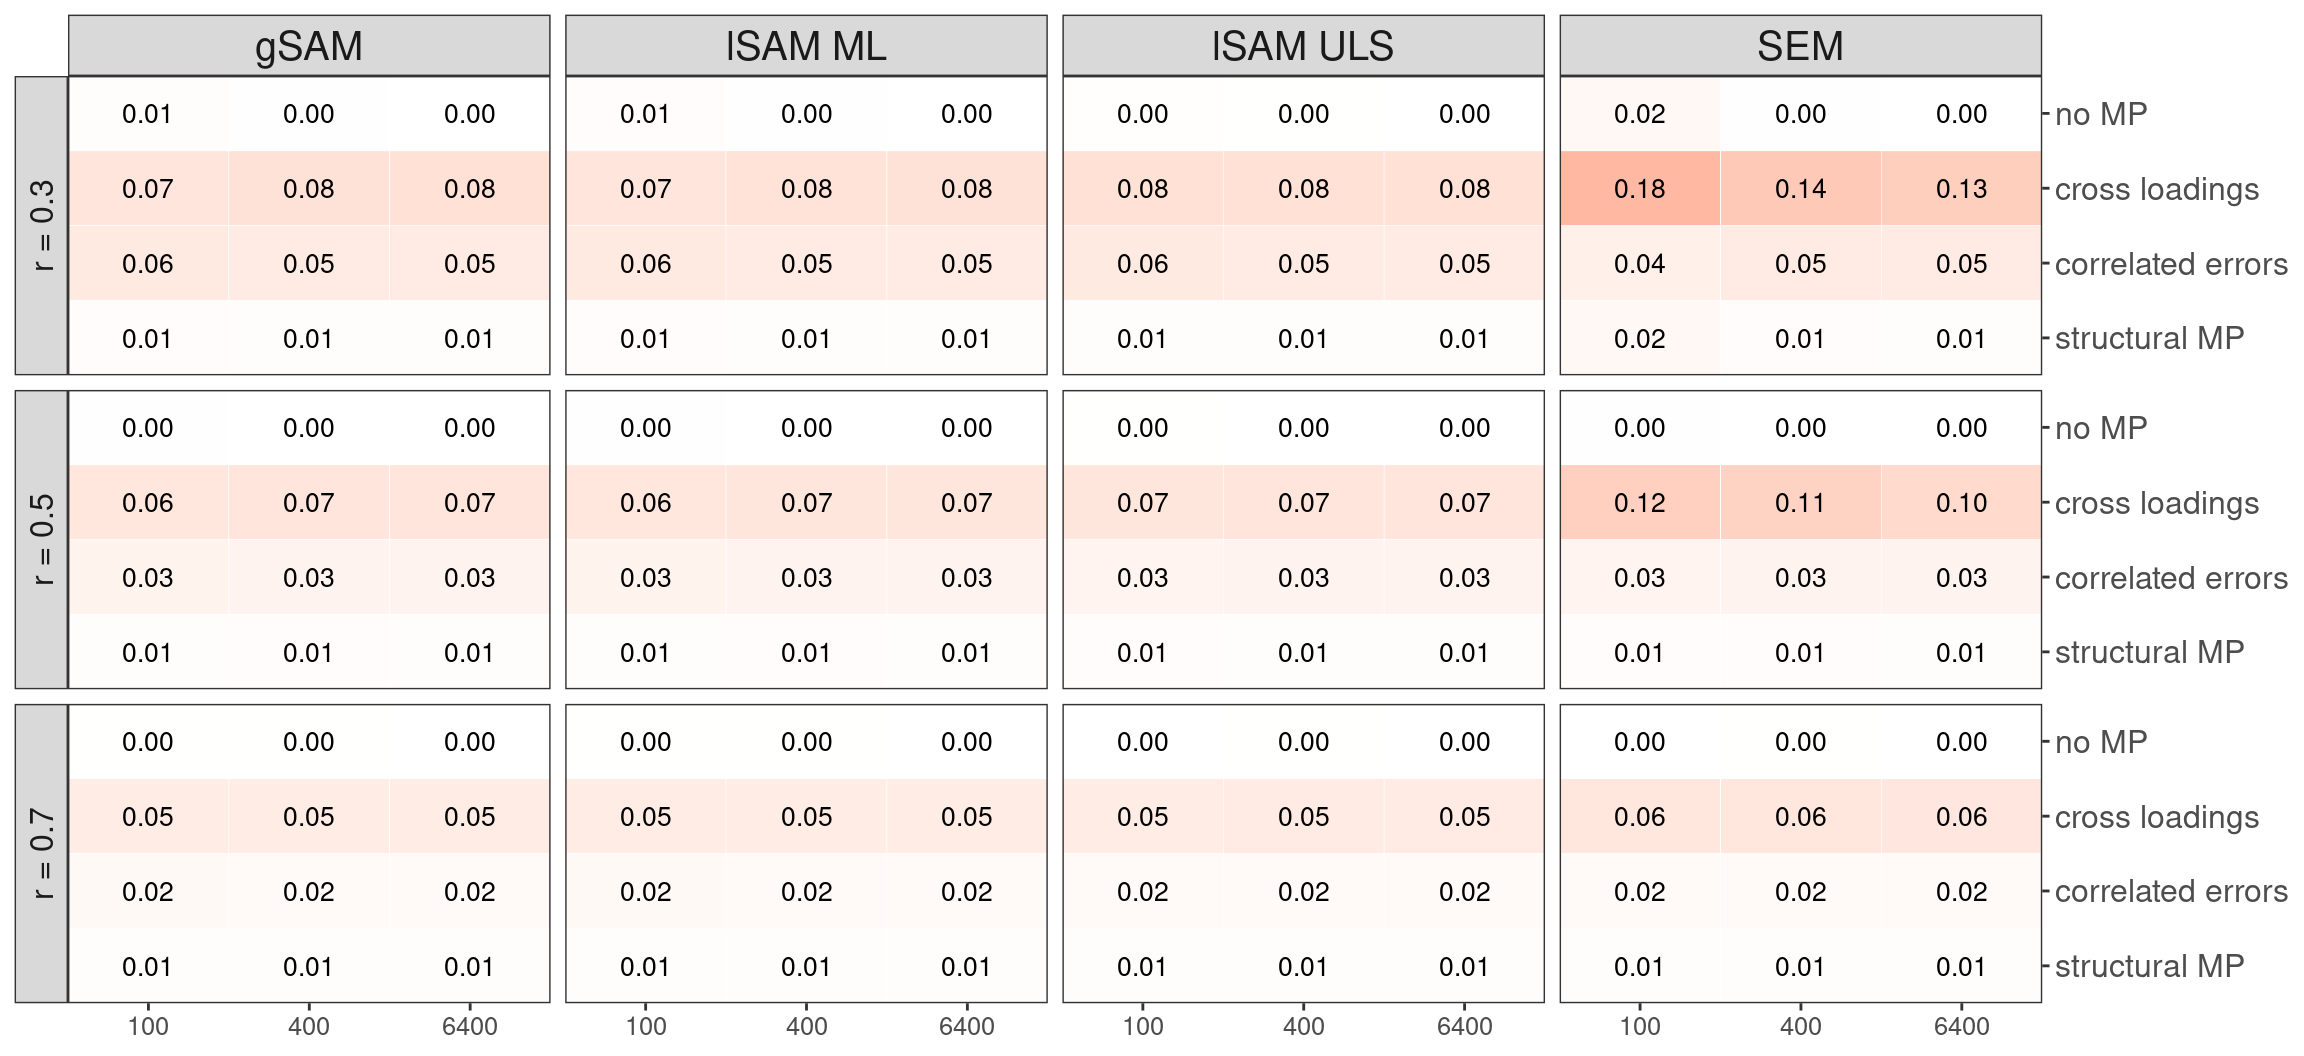 gSAM lSAM ML lSAM ULS SEM
r = 0.3
0.01 0.00 0.00 0.01 0.00 0.00 0.00 0.00 0.00 0.02 0.00 0.00 no MP
0.07 0.08 0.08 0.07 0.08 0.08 0.08 0.08 0.08 0.18 0.14 0.13 cross loadings
0.06 0.05 0.05 0.06 0.05 0.05 0.06 0.05 0.05 0.04 0.05 0.05 correlated errors
0.01 0.01 0.01 0.01 0.01 0.01 0.01 0.01 0.01 0.02 0.01 0.01 structural MP
r = 0.5
0.00 0.00 0.00 0.00 0.00 0.00 0.00 0.00 0.00 0.00 0.00 0.00 no MP
0.06 0.07 0.07 0.06 0.07 0.07 0.07 0.07 0.07 0.12 0.11 0.10 cross loadings
0.03 0.03 0.03 0.03 0.03 0.03 0.03 0.03 0.03 0.03 0.03 0.03 correlated errors
0.01 0.01 0.01 0.01 0.01 0.01 0.01 0.01 0.01 0.01 0.01 0.01 structural MP
r = 0.7
0.00 0.00 0.00 0.00 0.00 0.00 0.00 0.00 0.00 0.00 0.00 0.00 no MP
0.05 0.05 0.05 0.05 0.05 0.05 0.05 0.05 0.05 0.06 0.06 0.06 cross loadings
0.02 0.02 0.02 0.02 0.02 0.02 0.02 0.02 0.02 0.02 0.02 0.02 correlated errors
0.01 0.01 0.01 0.01 0.01 0.01 0.01 0.01 0.01 0.01 0.01 0.01 structural MP
100 400 6400 100 400 6400 100 400 6400 100 400 6400